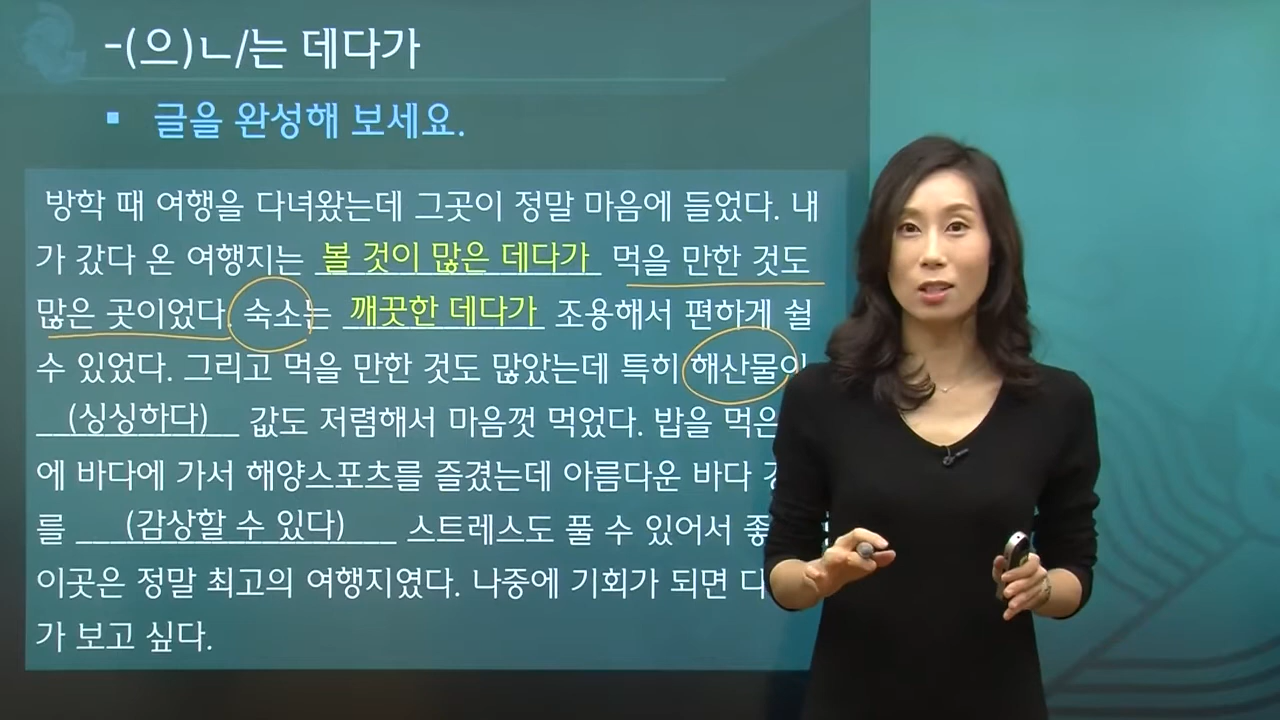 -(으)ㄴ/는 데다가
▪ 글을 완성해 보세요.
방학 때 여행을 다녀왔는데 그곳이 정말 마음에 들었다. 내
가 갔다 온 여행지는 볼 것이 많은 데다가 먹을 만한 것도
많은 곳이었다. 숙소는 깨끗한 데다가 조용해서 편하게 쉴
수 있었다. 그리고 먹을 만한 것도 많았는데 특히 해산물이
(싱싱하다) 값도 저렴해서 마음껏 먹었다. 밥을 먹은
에 바다에 가서 해양스포츠를 즐겼는데 아름다운 바다
를 (감상할 수 있다) 스트레스도 풀 수 있어서
이곳은 정말 최고의 여행지였다. 나중에 기회가 되면
가 보고 싶다.